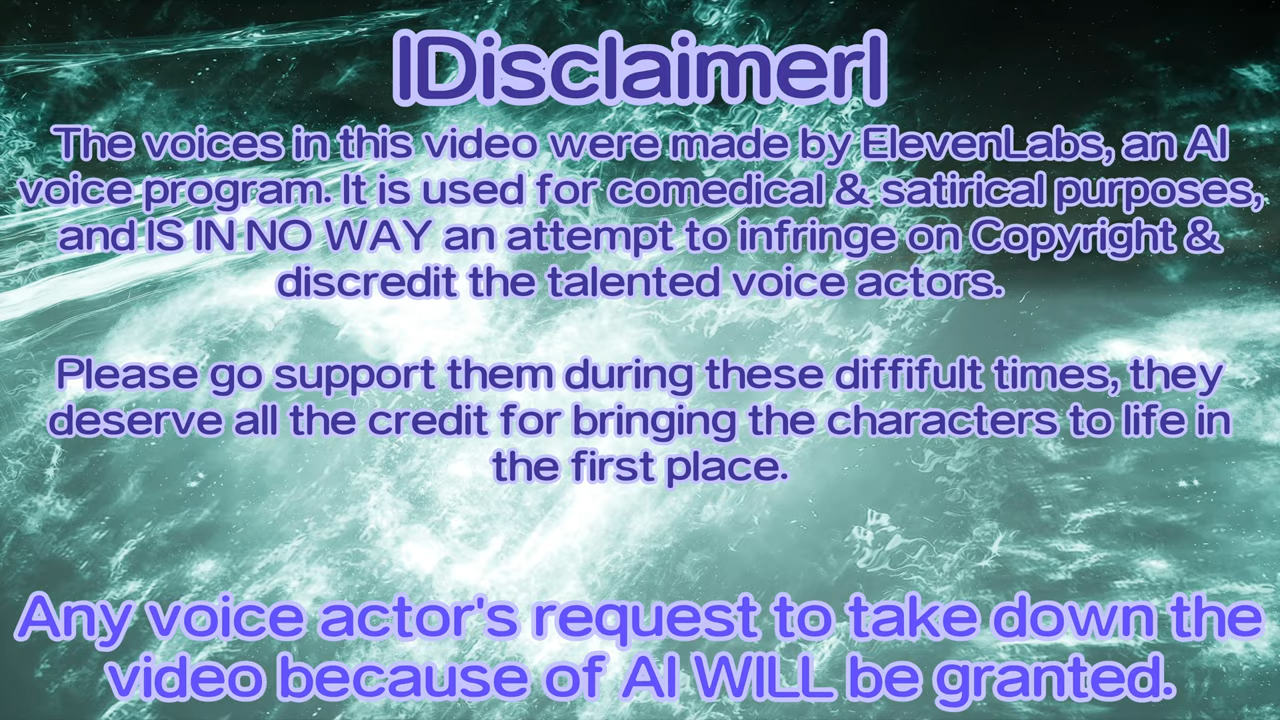 |Disclaimer|
The voices in this video were made by ElevenLabs, an AI
voice program. It is used for comedical & satirical purposes,
and IS IN NO WAY an attempt to infringe on Copyright &
discredit the talented voice actors.
Please go support them during these diffifult times, they
deserve all the credit for bringing the characters to life in
the first place.
Any voice actor's request to take down the
video because of AI WILL be granted.